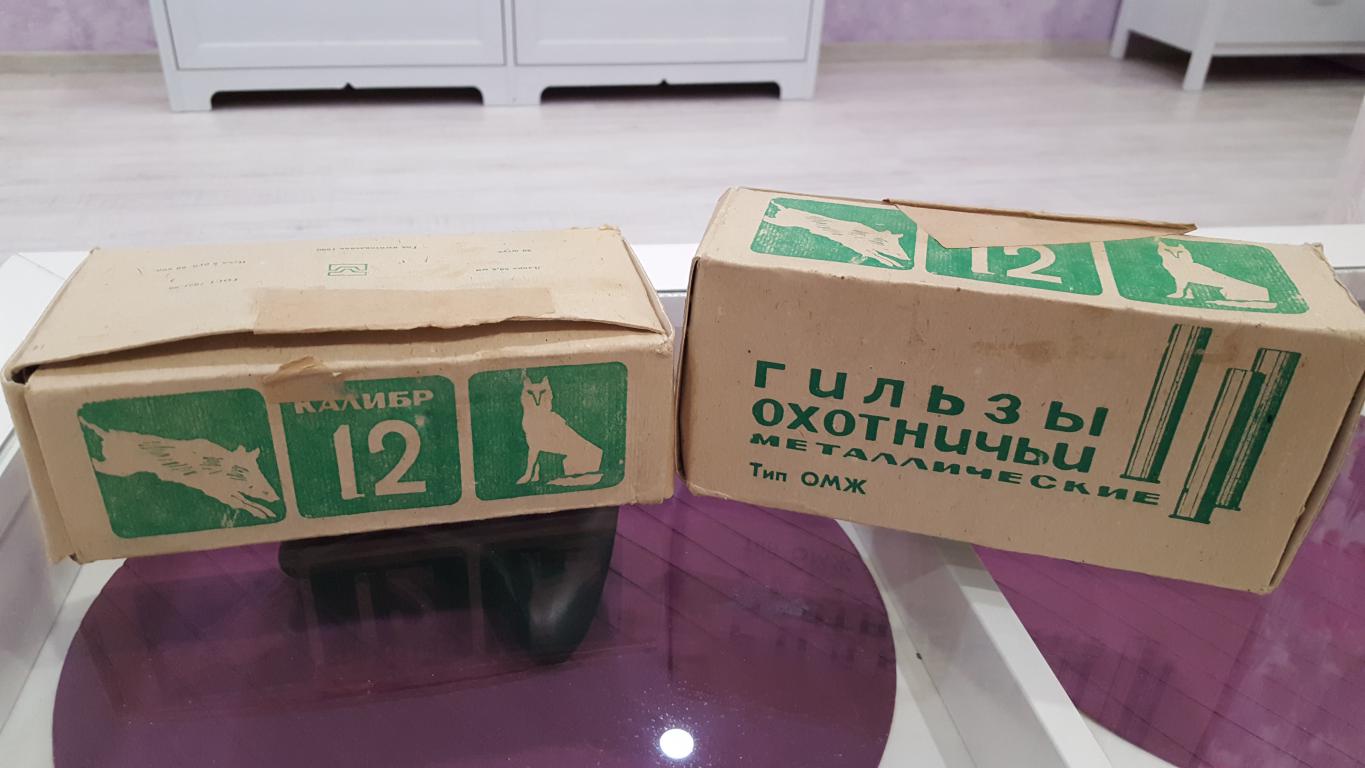 КАЛИБР
12
12
ГИЛЬЗЫ
ОХОТНИЧЬИ
МЕТАЛЛИЧЕСКИЕ
Тип ОМЖ